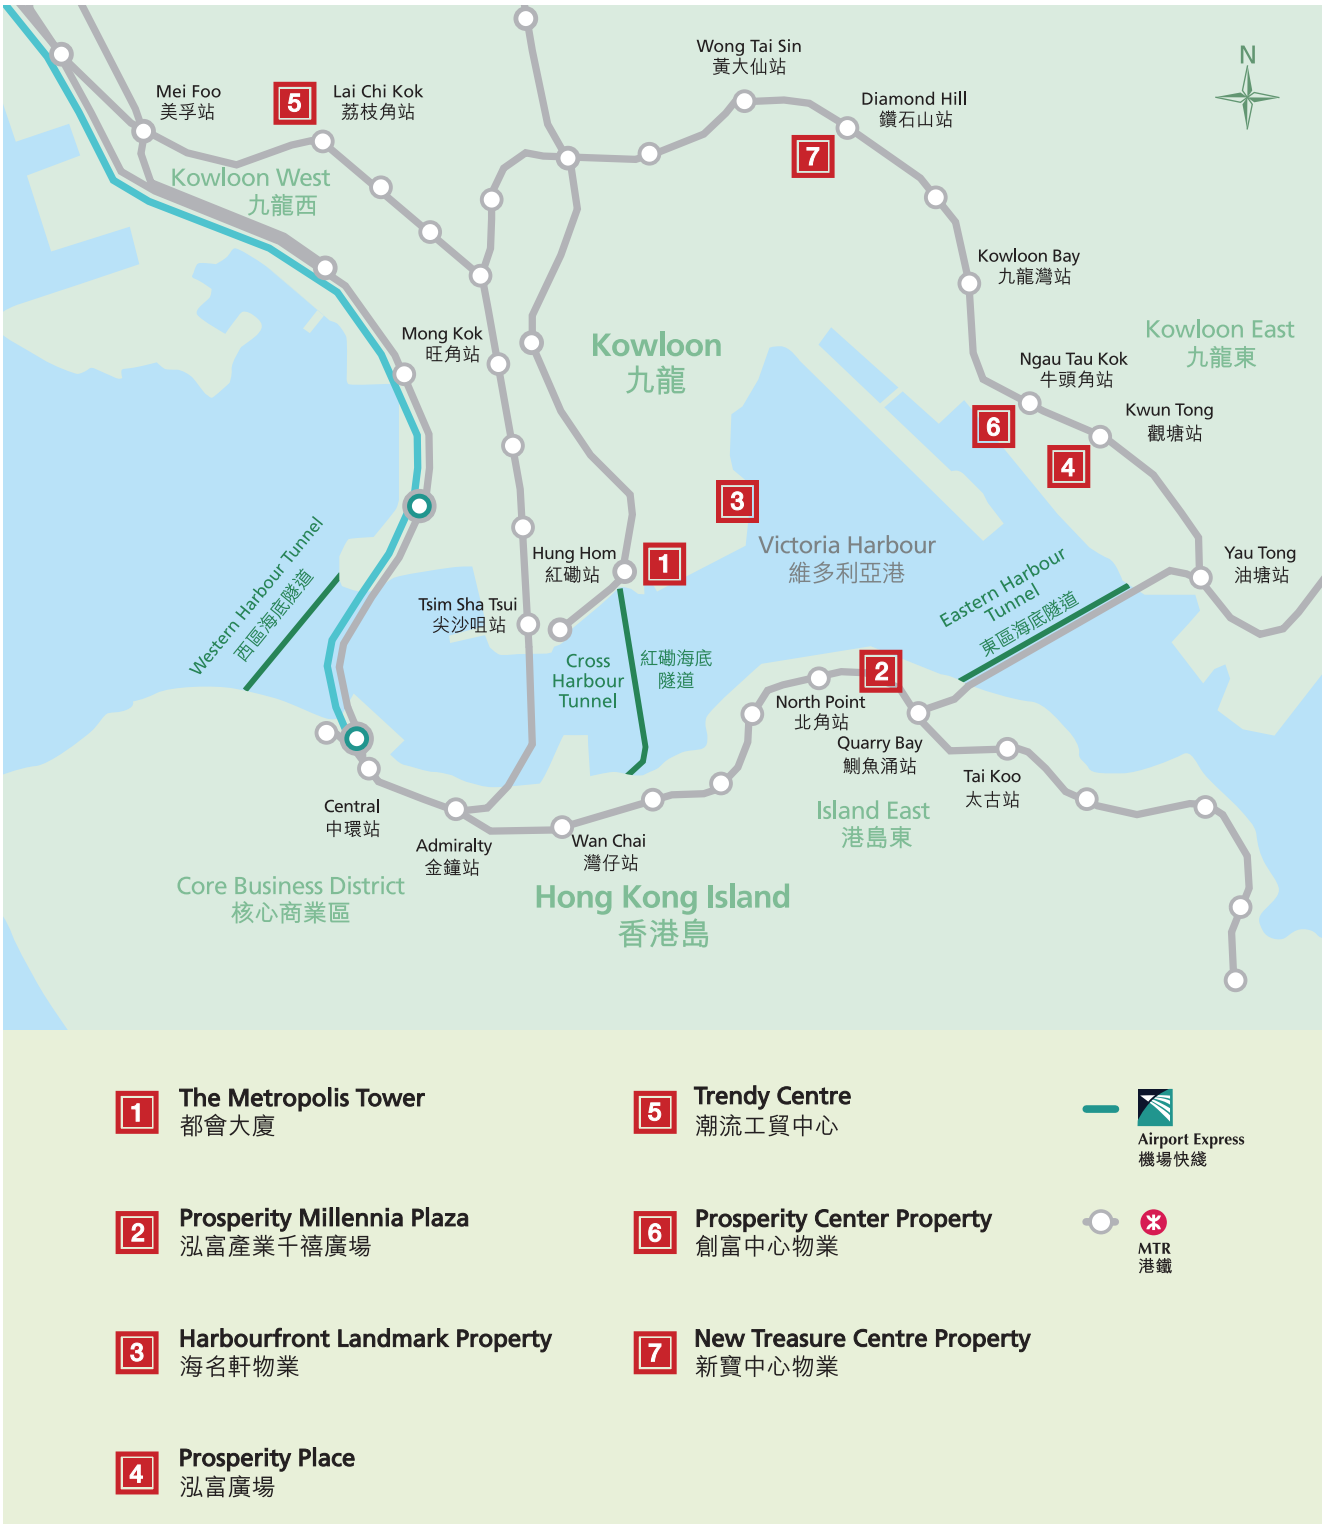 N
Wong Tai Sin
黃大仙站
Mei Foo
美孚站
5
Lai Chi Kok
荔枝角站
Diamond Hill
鑽石山站
7
Kowloon West
九龍西
Kowloon Bay
九龍灣站
Mong Kok
旺角站
Kowloon
九龍
Kowloon East
九龍東
Ngau Tau Kok
牛頭角站
Kwun Tong
觀塘站
6
4
3
Victoria Harbour
維多利亞港
Western Harbour Tunnel
西區海底隧道
Hung Hom
紅磡站
1
Eastern Harbour
Tunnel
東區海底隧道
Yau Tong
油塘站
Tsim Sha Tsui
尖沙咀站
Cross
Harbour
Tunnel
紅磡海底
隧道
2
North Point
北角站
Quarry Bay
鰂魚涌站
Tai Koo
太古站
Central
中環站
Admiralty
金鐘站
Wan Chai
灣仔站
Island East
港島東
Core Business District
核心商業區
Hong Kong Island
香港島
1
The Metropolis Tower
都會大廈
2
Prosperity Millennia Plaza
泓富產業千禧廣場
3
Harbourfront Landmark Property
海名軒物業
4
Prosperity Place
泓富廣場
5
Trendy Centre
潮流工貿中心
6
Prosperity Center Property
創富中心物業
7
New Treasure Centre Property
新寶中心物業
Airport Express
機場快綫
MTR
港鐵